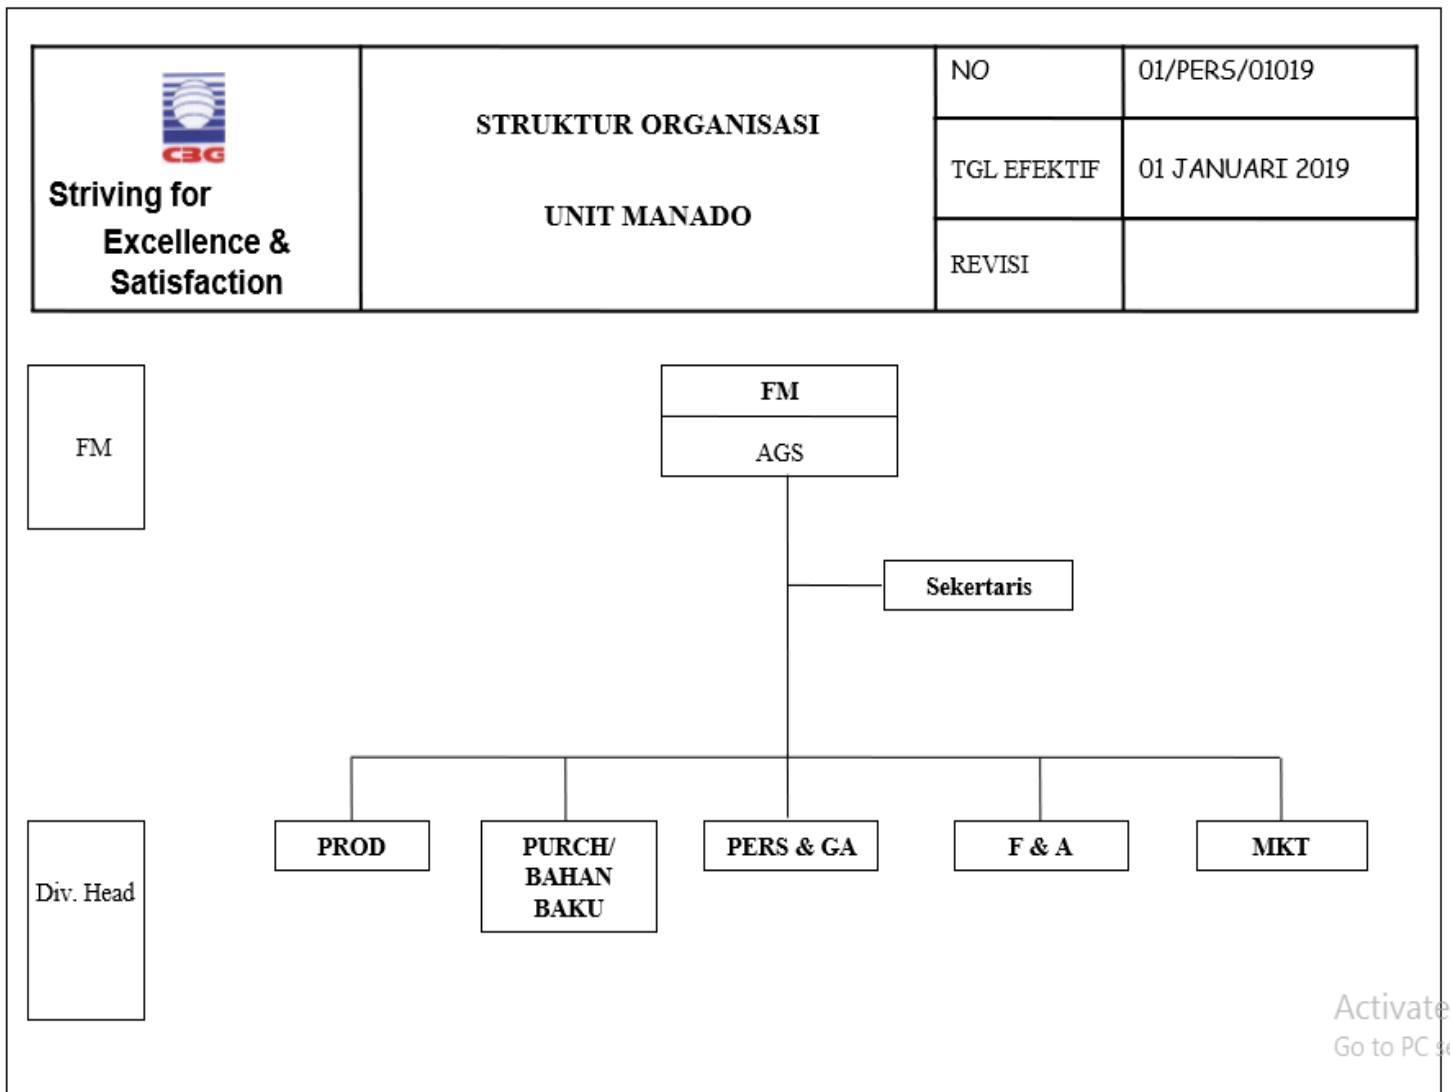 CBG
Striving for
Excellence &
Satisfaction
STRUKTUR ORGANISASI
UNIT MANADO
NO
01/PERS/01019
TGL EFEKTIF
01 JANUARI 2019
REVISI
FM
FM
AGS
Sekertaris
Div. Head
PROD
PURCH/
BAHAN
BAKU
PERS & GA
F & A
MKT
Activate
Go to PC se